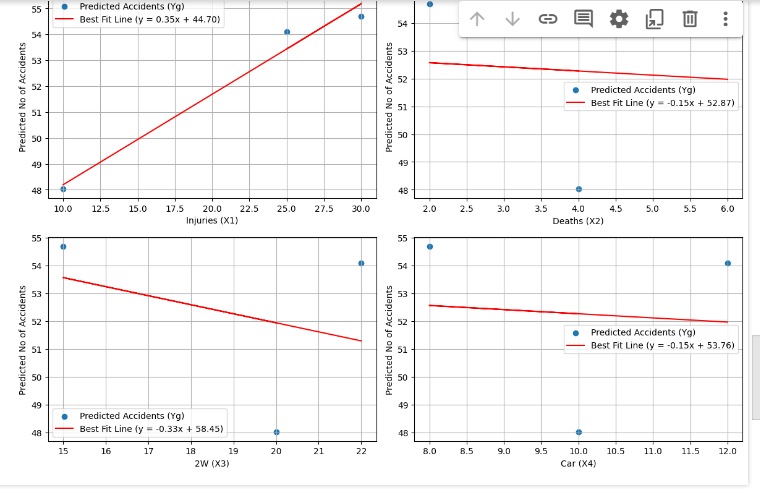 55
Predicted Accidents (Yg)
Best Fit Line (y = 0.35x + 44.70)
54
53
52
51
50
49
48
Predicted No of Accidents
10.0 12.5 15.0 17.5 20.0 22.5 25.0 27.5 30.0
Injuries (X1)
54
53
52
51
50
49
48
Predicted No of Accidents
Predicted Accidents (Yg)
Best Fit Line (y = -0.15x + 52.87)
2.0 2.5 3.0 3.5 4.0 4.5 5.0 5.5 6.0
Deaths (X2)
55
54
53
52
51
50
49
48
Predicted No of Accidents
Predicted Accidents (Yg)
Best Fit Line (y = -0.33x + 58.45)
15 16 17 18 19 20 21 22
2W (X3)
55
54
53
52
51
50
49
48
Predicted No of Accidents
Predicted Accidents (Yg)
Best Fit Line (y = -0.15x + 53.76)
8.0 8.5 9.0 9.5 10.0 10.5 11.0 11.5 12.0
Car (X4)